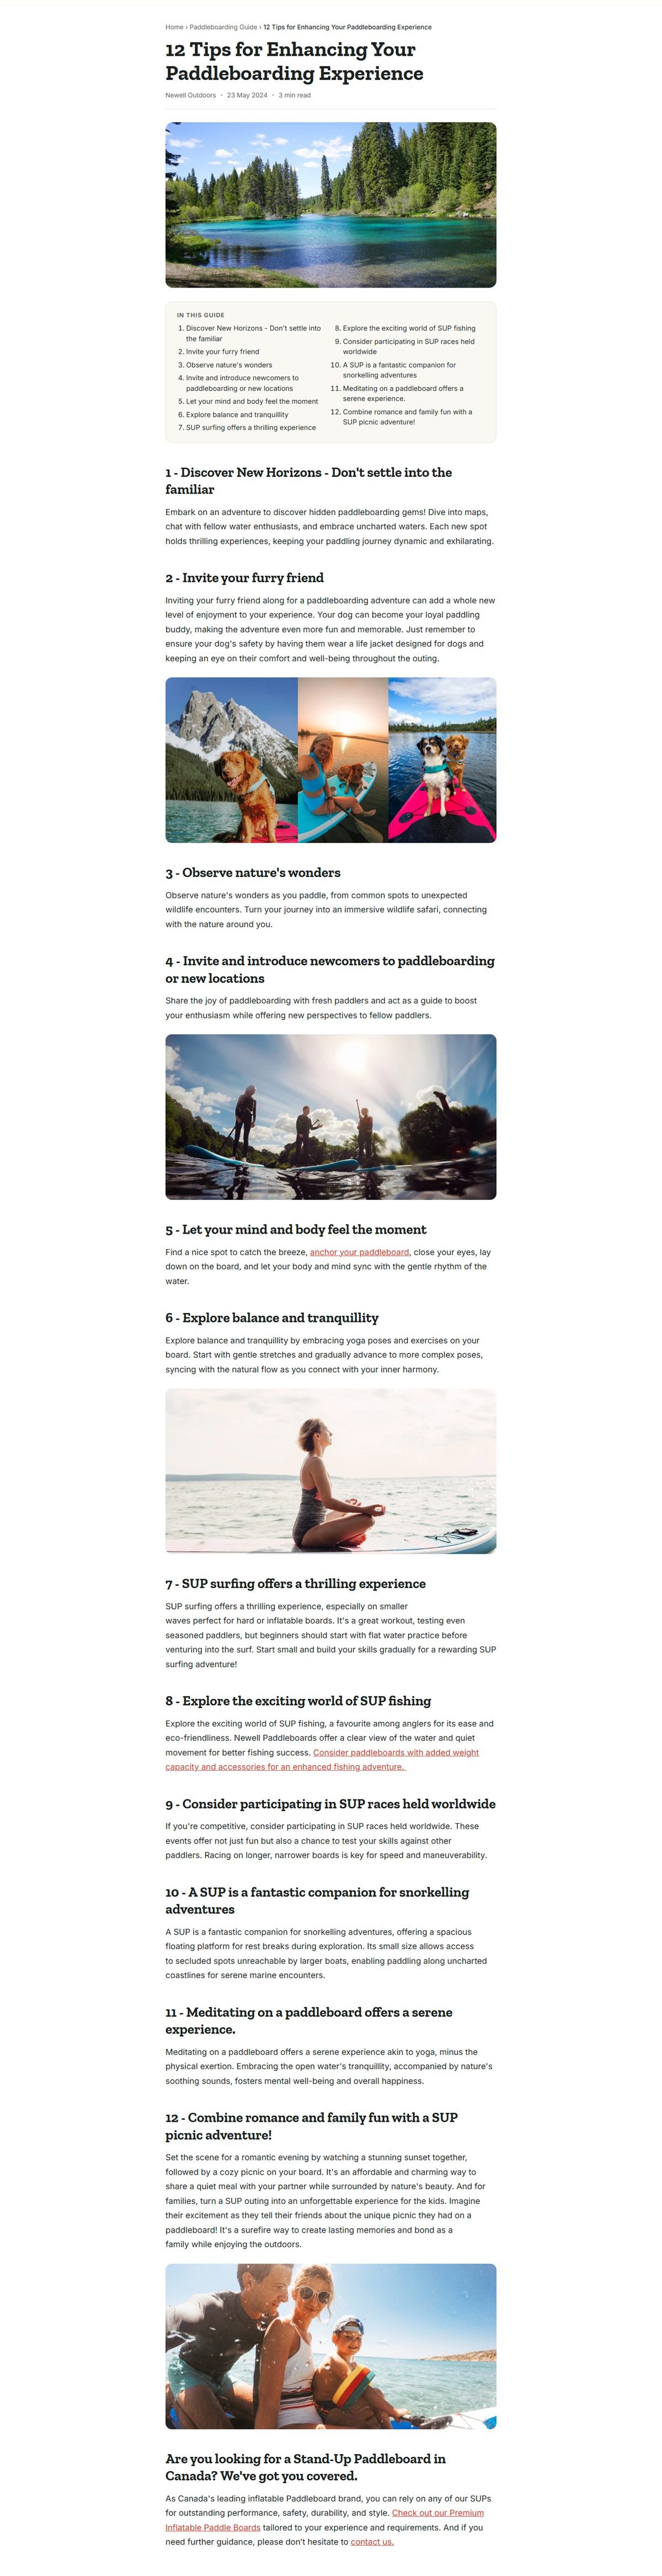 Home › Paddleboarding Guide › 12 Tips for Enhancing Your Paddleboarding Experience
12 Tips for Enhancing Your
Paddleboarding Experience
Newell Outdoors • 23 May 2024 • 3 min read
IN THIS GUIDE
1. Discover New Horizons - Don't settle into
the familiar
2. Invite your furry friend
3. Observe nature's wonders
4. Invite and introduce newcomers to
paddleboarding or new locations
5. Let your mind and body feel the moment
6. Explore balance and tranquillity
7. SUP surfing offers a thrilling experience
8. Explore the exciting world of SUP fishing
9. Consider participating in SUP races held
worldwide
10. A SUP is a fantastic companion for
snorkelling adventures
11. Meditating on a paddleboard offers a
serene experience.
12. Combine romance and family fun with a
SUP picnic adventure!
1 - Discover New Horizons - Don't settle into the
familiar
Embark on an adventure to discover hidden paddleboarding gems! Dive into maps,
chat with fellow water enthusiasts, and embrace uncharted waters. Each new spot
holds thrilling experiences, keeping your paddling journey dynamic and exhilarating.
2 - Invite your furry friend
Inviting your furry friend along for a paddleboarding adventure can add a whole new
level of enjoyment to your experience. Your dog can become your loyal paddling
buddy, making the adventure even more fun and memorable. Just remember to
ensure your dog's safety by having them wear a life jacket designed for dogs and
keeping an eye on their comfort and well-being throughout the outing.
3 - Observe nature's wonders
Observe nature's wonders as you paddle, from common spots to unexpected
wildlife encounters. Turn your journey into an immersive wildlife safari, connecting
with the nature around you.
4 - Invite and introduce newcomers to paddleboarding
or new locations
Share the joy of paddleboarding with fresh paddlers and act as a guide to boost
your enthusiasm while offering new perspectives to fellow paddlers.
5 - Let your mind and body feel the moment
Find a nice spot to catch the breeze, anchor your paddleboard, close your eyes, lay
down on the board, and let your body and mind sync with the gentle rhythm of the
water.
6 - Explore balance and tranquillity
Explore balance and tranquillity by embracing yoga poses and exercises on your
board. Start with gentle stretches and gradually advance to more complex poses,
syncing with the natural flow as you connect with your inner harmony.
7 - SUP surfing offers a thrilling experience
SUP surfing offers a thrilling experience, especially on smaller
waves perfect for hard or inflatable boards. It's a great workout, testing even
seasoned paddlers, but beginners should start with flat water practice before
venturing into the surf. Start small and build your skills gradually for a rewarding SUP
surfing adventure!
8 - Explore the exciting world of SUP fishing
Explore the exciting world of SUP fishing, a favourite among anglers for its ease and
eco-friendliness. Newell Paddleboards offer a clear view of the water and quiet
movement for better fishing success. Consider paddleboards with added weight
capacity and accessories for an enhanced fishing adventure.
9 - Consider participating in SUP races held worldwide
If you're competitive, consider participating in SUP races held worldwide. These
events offer not just fun but also a chance to test your skills against other
paddlers. Racing on longer, narrower boards is key for speed and maneuverability.
10 - A SUP is a fantastic companion for snorkelling
adventures
A SUP is a fantastic companion for snorkelling adventures, offering a spacious
floating platform for rest breaks during exploration. Its small size allows access
to secluded spots unreachable by larger boats, enabling paddling along uncharted
coastlines for serene marine encounters.
11 - Meditating on a paddleboard offers a serene
experience.
Meditating on a paddleboard offers a serene experience akin to yoga, minus the
physical exertion. Embracing the open water's tranquillity, accompanied by nature's
soothing sounds, fosters mental well-being and overall happiness.
12 - Combine romance and family fun with a SUP
picnic adventure!
Set the scene for a romantic evening by watching a stunning sunset together,
followed by a cozy picnic on your board. It's an affordable and charming way to
share a quiet meal with your partner while surrounded by nature's beauty. And for
families, turn a SUP outing into an unforgettable experience for the kids. Imagine
their excitement as they tell their friends about the unique picnic they had on a
paddleboard! It's a surefire way to create lasting memories and bond as a
family while enjoying the outdoors.
Are you looking for a Stand-Up Paddleboard in
Canada? We've got you covered.
As Canada's leading inflatable Paddleboard brand, you can rely on any of our SUPs
for outstanding performance, safety, durability, and style. Check out our Premium
Inflatable Paddle Boards tailored to your experience and requirements. And if you
need further guidance, please don't hesitate to contact us.